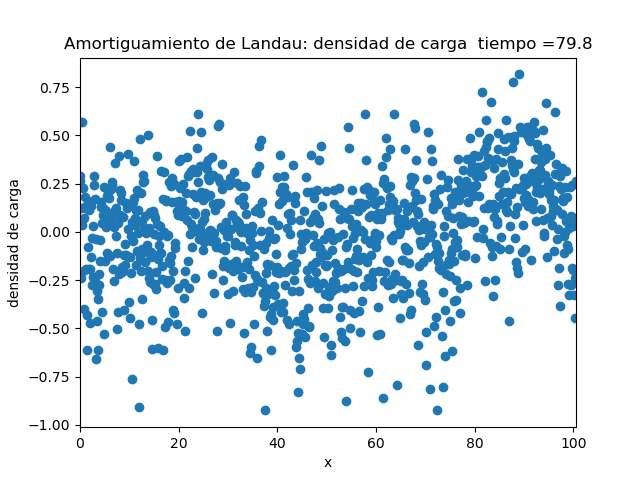 Amortiguamiento de Landau: densidad de carga  tiempo =79.8
densidad de carga
0.75
0.50
0.25
0.00
−0.25
−0.50
−0.75
−1.00
0 20 40 60 80 100
x